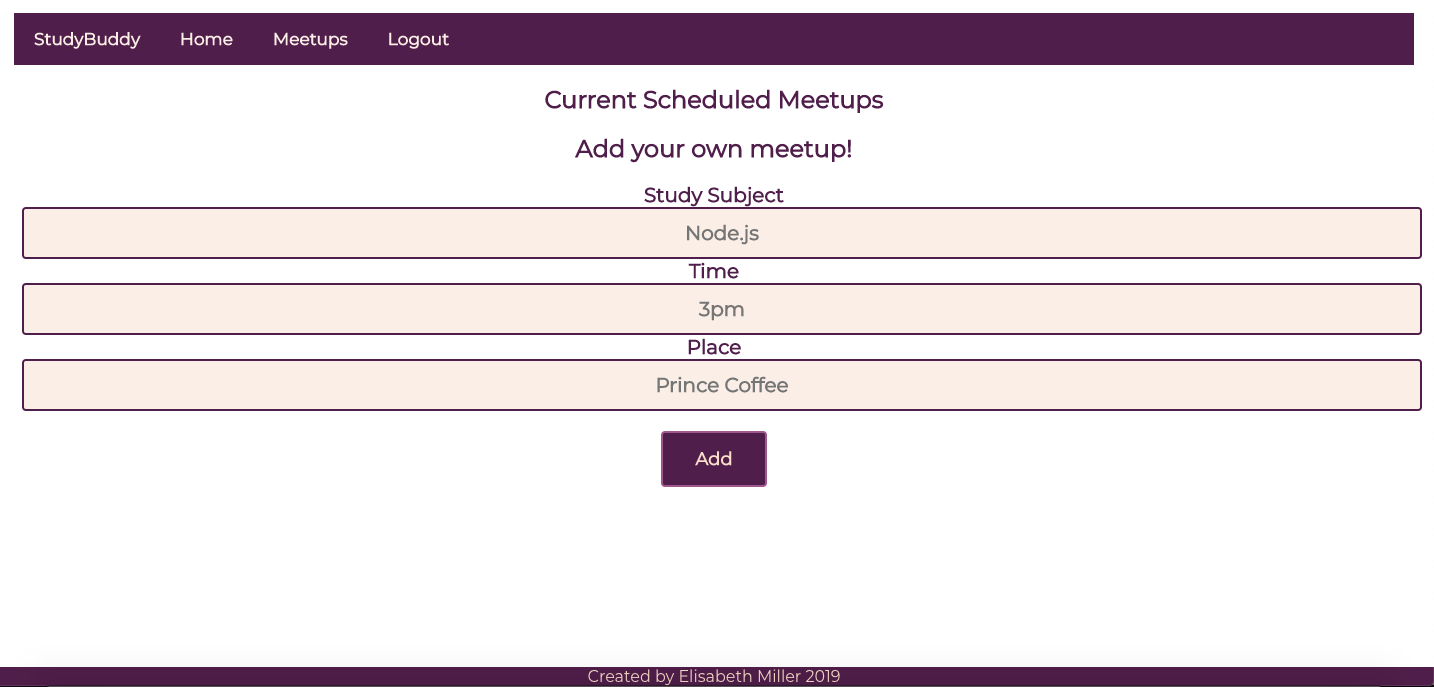 StudyBuddy Home Meetups Logout
Current Scheduled Meetups
Add your own meetup!
Study Subject
Node.js
Time
3pm
Place
Prince Coffee
Add
Created by Elisabeth Miller 2019